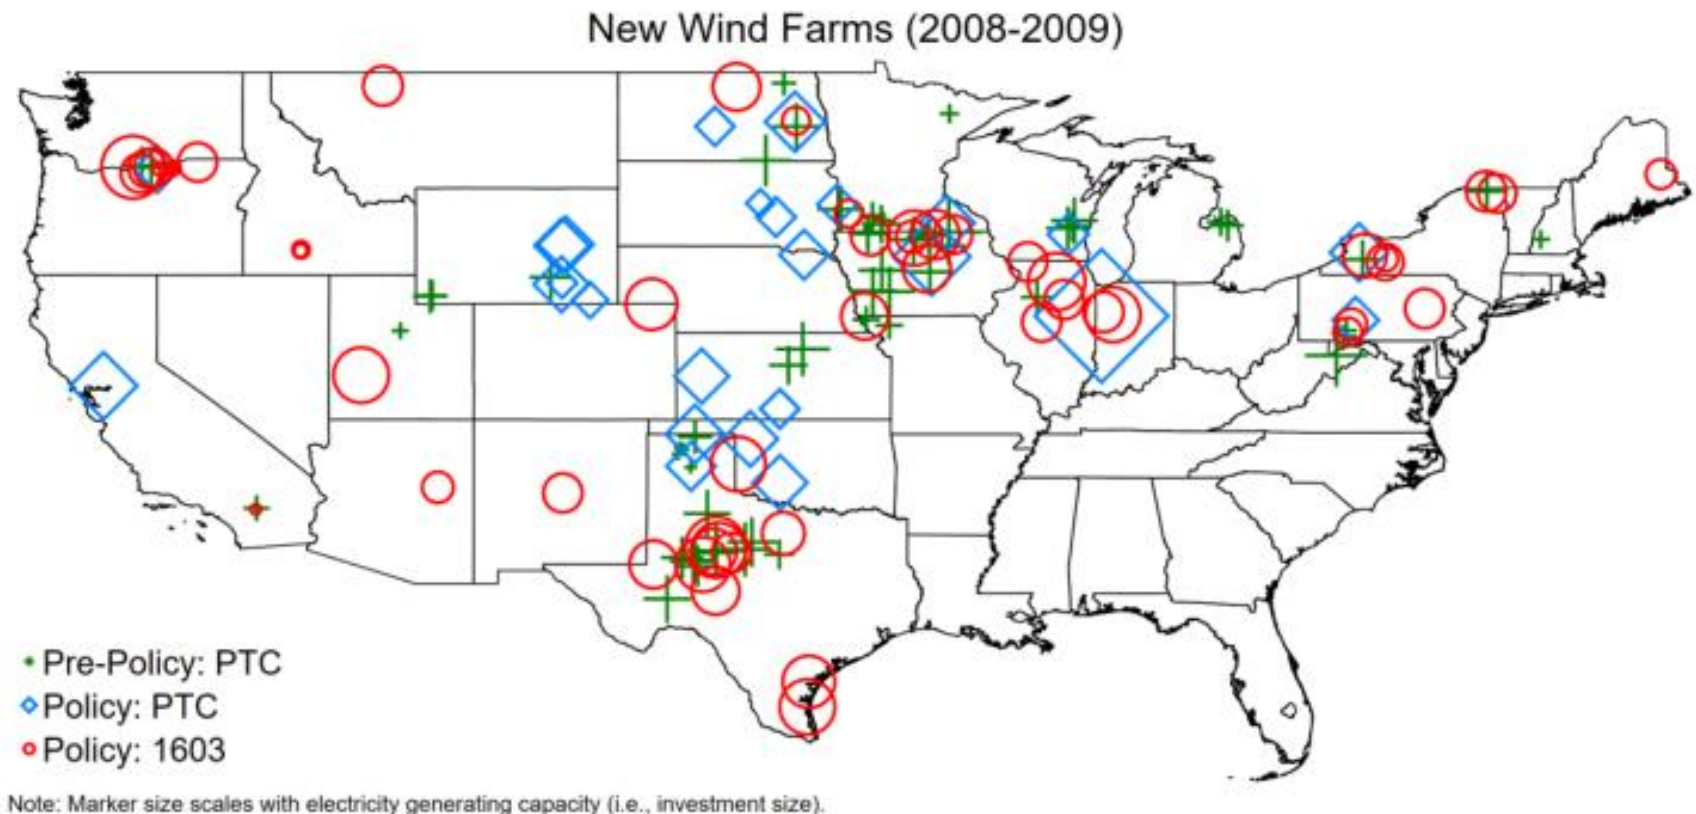 New Wind Farms (2008-2009)
Pre-Policy: PTC
Policy: PTC
Policy: 1603
Note: Marker size scales with electricity generating capacity (i.e., investment size).